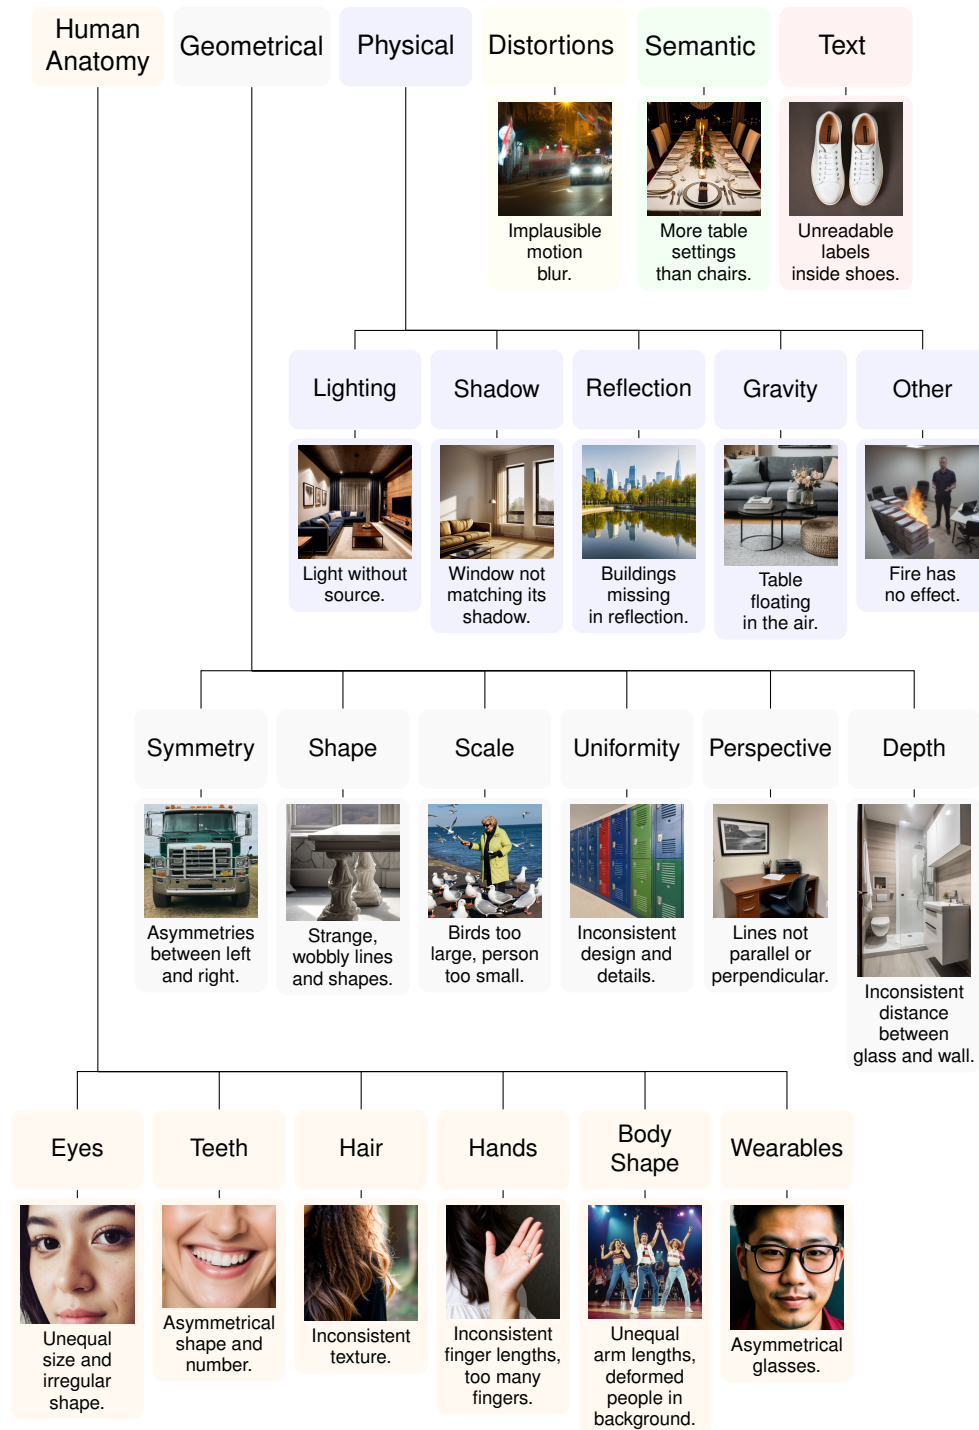 Human
Anatomy
Geometrical
Physical
Distortions
Semantic
Text
Implausible
motion
blur.
More table
settings
than chairs.
Unreadable
labels
inside shoes.
Lighting
Shadow
Reflection
Gravity
Other
Light without
source.
Window not
matching its
shadow.
Buildings
missing
in reflection.
Table
floating
in the air.
Fire has
no effect.
Symmetry
Shape
Scale
Uniformity
Perspective
Depth
Asymmetries
between left
and right.
Strange,
wobbly lines
and shapes.
Birds too
large, person
too small.
Inconsistent
design and
details.
Lines not
parallel or
perpendicular.
Inconsistent
distance
between
glass and wall.
Eyes
Teeth
Hair
Hands
Body
Shape
Wearables
Unequal
size and
irregular
shape.
Asymmetrical
shape and
number.
Inconsistent
texture.
Inconsistent
finger lengths,
too many
fingers.
Unequal
arm lengths,
deformed
people in
background.
Asymmetrical
glasses.